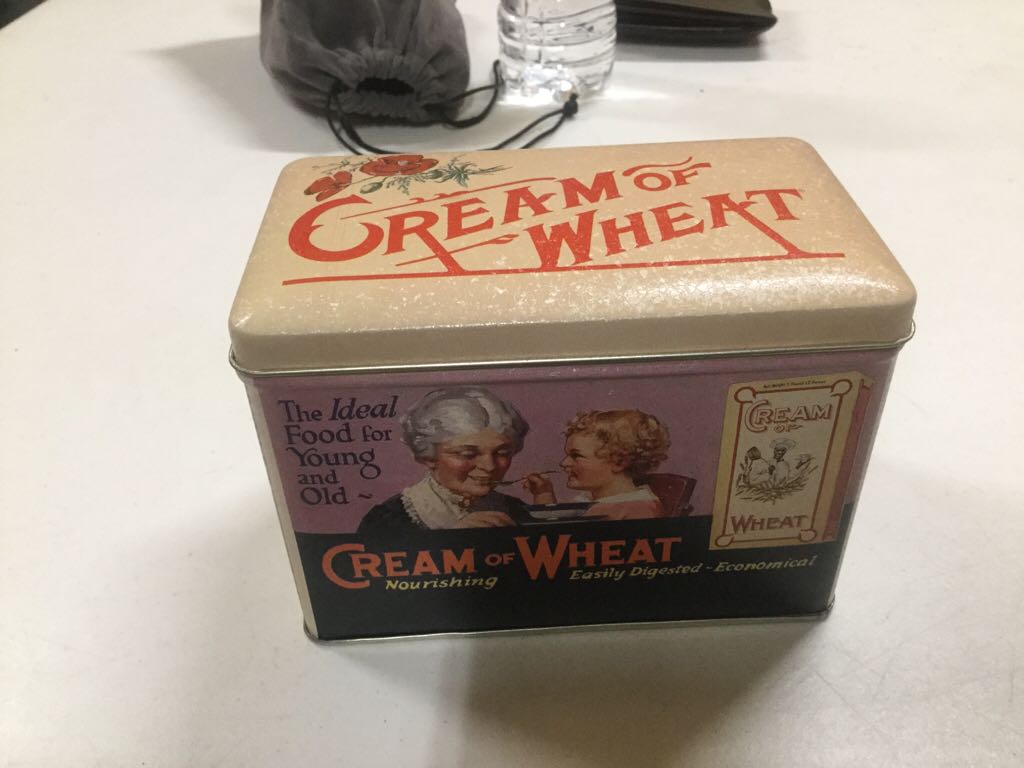 CREAM OF
WHEAT
The Ideal
Food for
Young
and
Old ~
CREAM OF WHEAT
Nourishing
Easily Digested - Economical
CREAM
OF
WHEAT